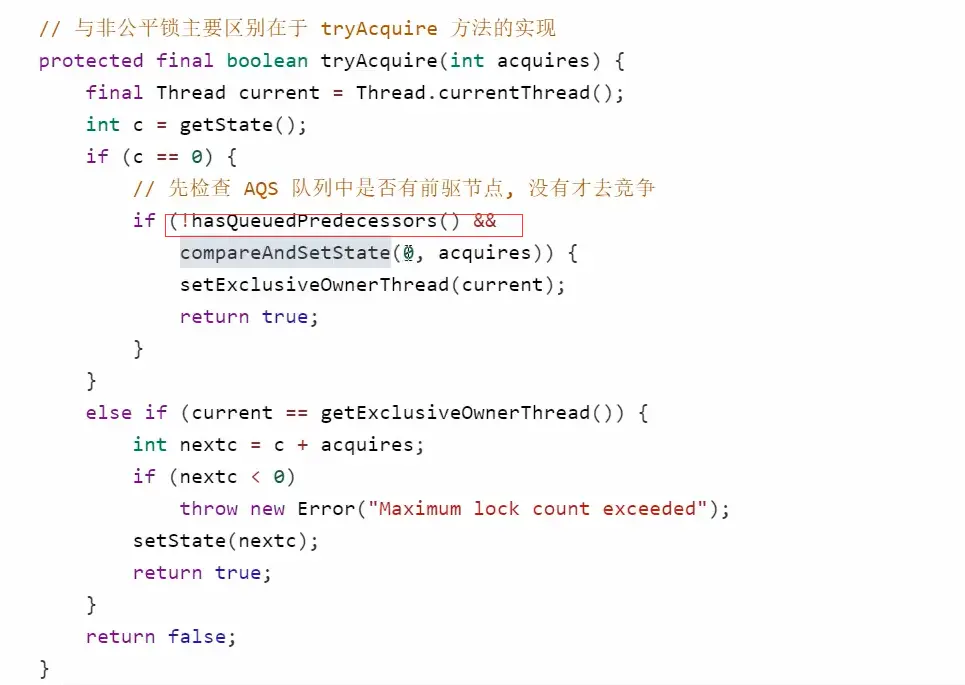 // 与非公平锁主要区别在于 tryAcquire 方法的实现
protected final boolean tryAcquire(int acquires) {
    final Thread current = Thread.currentThread();
    int c = getState();
    if (c == 0) {
        // 先检查 AQS 队列中是否有前驱节点, 没有才去竞争
        if (!hasQueuedPredecessors() &&
            compareAndSetState(0, acquires)) {
            setExclusiveOwnerThread(current);
            return true;
        }
    }
    else if (current == getExclusiveOwnerThread()) {
        int nextc = c + acquires;
        if (nextc < 0)
            throw new Error("Maximum lock count exceeded");
        setState(nextc);
        return true;
    }
    return false;
}